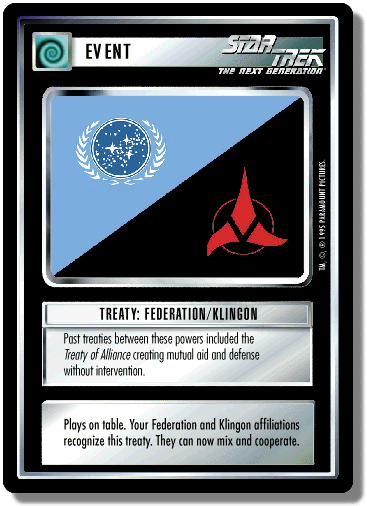 EVENT
STAR TREK
THE NEXT GENERATION®
TM, ©, ® 1995 PARAMOUNT PICTURES.
TREATY: FEDERATION/KLINGON
Past treaties between these powers included the
Treaty of Alliance creating mutual aid and defense
without intervention.
Plays on table. Your Federation and Klingon affiliations
recognize this treaty. They can now mix and cooperate.